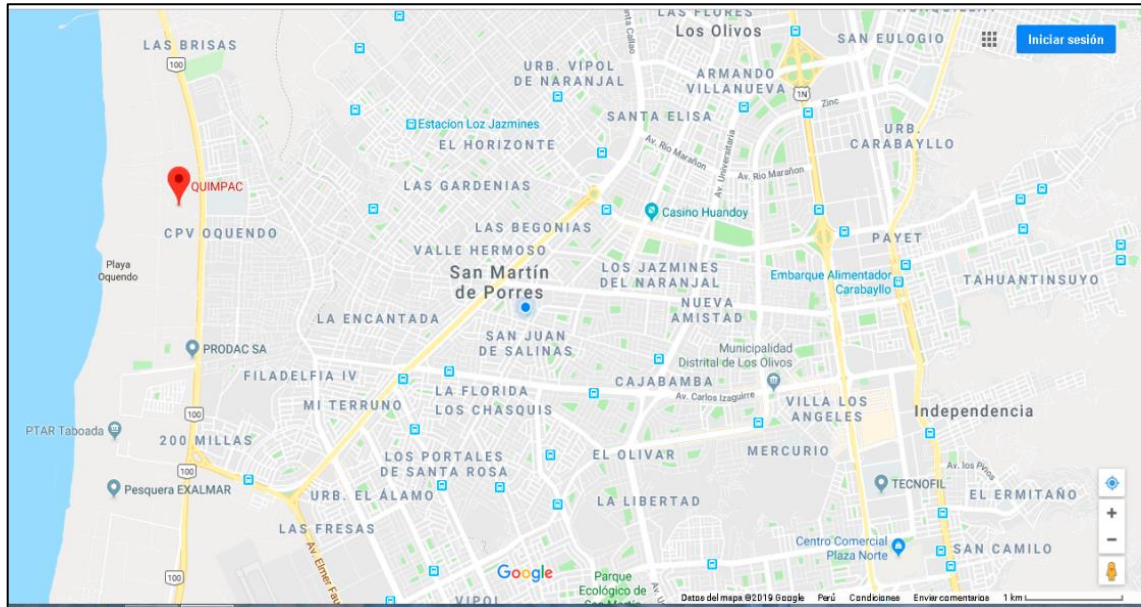 LAS FLORES
Los Olivos
Iniciar sesión
LAS BRISAS
SAN EULOGIO
100
Santa Callao
URB. VIPOL
DE NARANJAL
ARMANDO
VILLANUEVA
1N
Zinc
SANTA ELISA
Estacion Loz Jazmines
EL HORIZONTE
URB.
CARABAYLLO
Av. Rio Marañon
Av. Universitaria
Av. Rio Marañon
QUIMPAC
LAS GARDENIAS
Casino Huandoy
LAS BEGONIAS
CPV OQUENDO
PAYET
VALLE HERMOSO
Playa
Oquendo
San Martín
de Porres
LOS JAZMINES
DEL NARANJAL
Embarque Alimentador
Carabayllo
TAHUANTINSUYO
NUEVA
AMISTAD
LA ENCANTADA
SAN JUAN
DE SALINAS
PRODAC SA
Municipalidad
Distrital de Los Olivos
FILADELFIA IV
LA FLORIDA
CAJABAMBA
Av. Carlos Izaguirre
MI TERRUNO
LOS CHASQUIS
VILLA LOS
ANGELES
Independencia
100
PTAR Taboada
200 MILLAS
LOS PORTALES
DE SANTA ROSA
EL OLIVAR
MERCURIO
100
Av. los Pinos
Pesquera EXALMAR
URB. EL ÁLAMO
TECNOFIL
EL ERMITAÑO
LA LIBERTAD
LAS FRESAS
Av. Elmer Fau
Centro Comercial
Plaza Norte
SAN CAMILO
100
Google
Parque
Ecológico de
VIPOL
Datos del mapa ©2019 Google Perú Condiciones Enviar comentarios 1 km